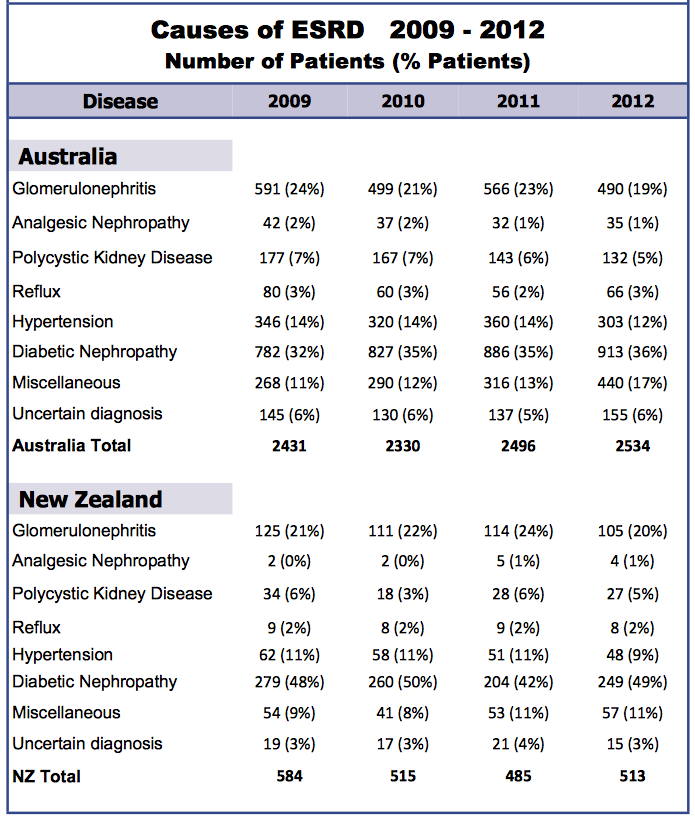 Causes of ESRD 2009 - 2012
Number of Patients (% Patients)
Disease 2009 2010 2011 2012
Australia
Glomerulonephritis 591 (24%) 499 (21%) 566 (23%) 490 (19%)
Analgesic Nephropathy 42 (2%) 37 (2%) 32 (1%) 35 (1%)
Polycystic Kidney Disease 177 (7%) 167 (7%) 143 (6%) 132 (5%)
Reflux 80 (3%) 60 (3%) 56 (2%) 66 (3%)
Hypertension 346 (14%) 320 (14%) 360 (14%) 303 (12%)
Diabetic Nephropathy 782 (32%) 827 (35%) 886 (35%) 913 (36%)
Miscellaneous 268 (11%) 290 (12%) 316 (13%) 440 (17%)
Uncertain diagnosis 145 (6%) 130 (6%) 137 (5%) 155 (6%)
Australia Total 2431 2330 2496 2534
New Zealand
Glomerulonephritis 125 (21%) 111 (22%) 114 (24%) 105 (20%)
Analgesic Nephropathy 2 (0%) 2 (0%) 5 (1%) 4 (1%)
Polycystic Kidney Disease 34 (6%) 18 (3%) 28 (6%) 27 (5%)
Reflux 9 (2%) 8 (2%) 9 (2%) 8 (2%)
Hypertension 62 (11%) 58 (11%) 51 (11%) 48 (9%)
Diabetic Nephropathy 279 (48%) 260 (50%) 204 (42%) 249 (49%)
Miscellaneous 54 (9%) 41 (8%) 53 (11%) 57 (11%)
Uncertain diagnosis 19 (3%) 17 (3%) 21 (4%) 15 (3%)
NZ Total 584 515 485 513